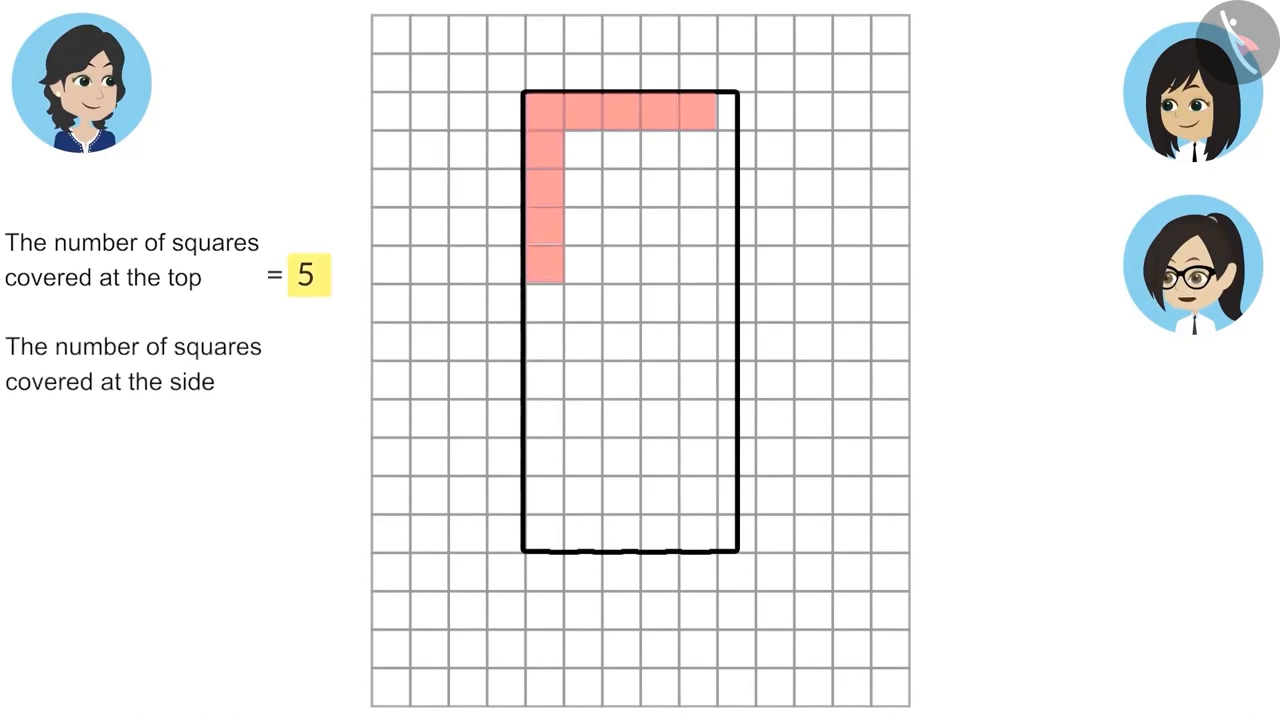 The number of squares
covered at the top = 5
The number of squares
covered at the side